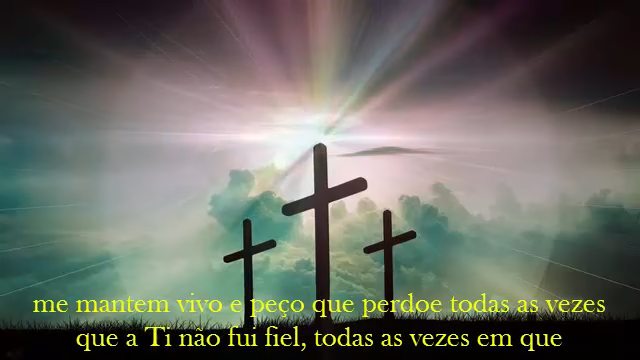 me mantem vivo e peço que perdoe todas as vezes
que a Ti não fui fiel, todas as vezes em que